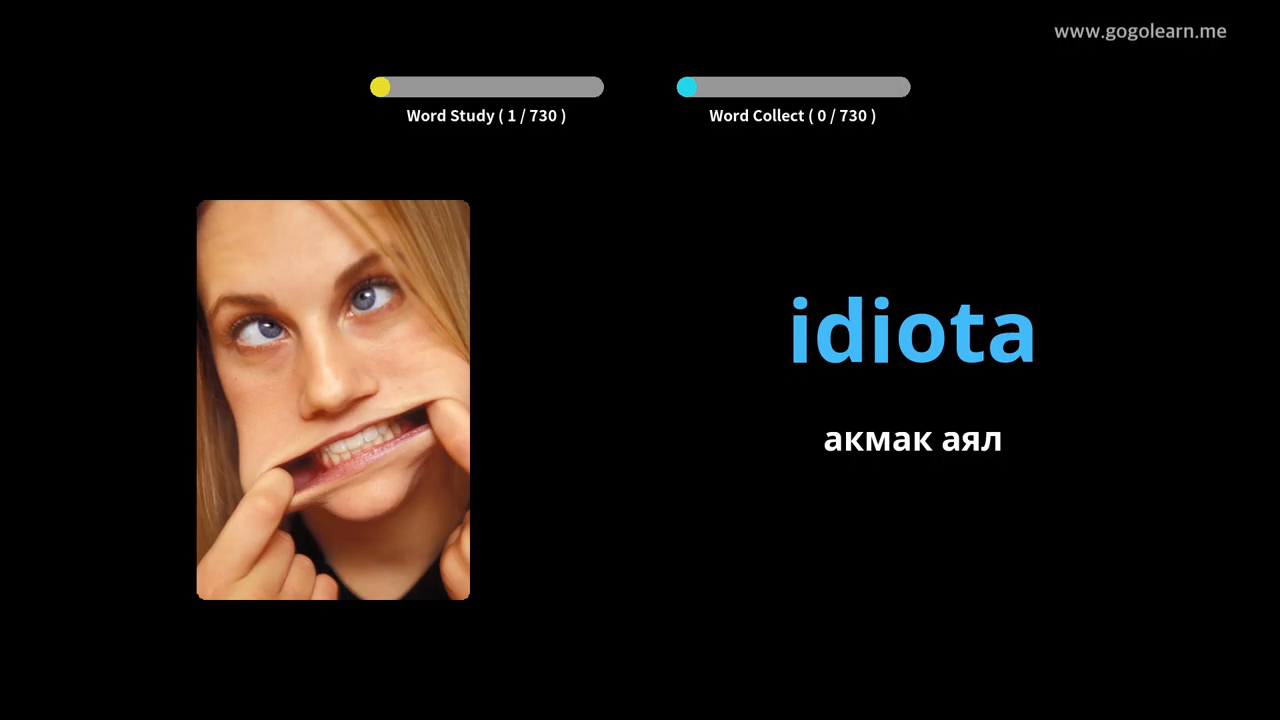 www.gogolearn.me
Word Study ( 1 / 730 )
Word Collect ( 0 / 730 )
idiota
акмак аял